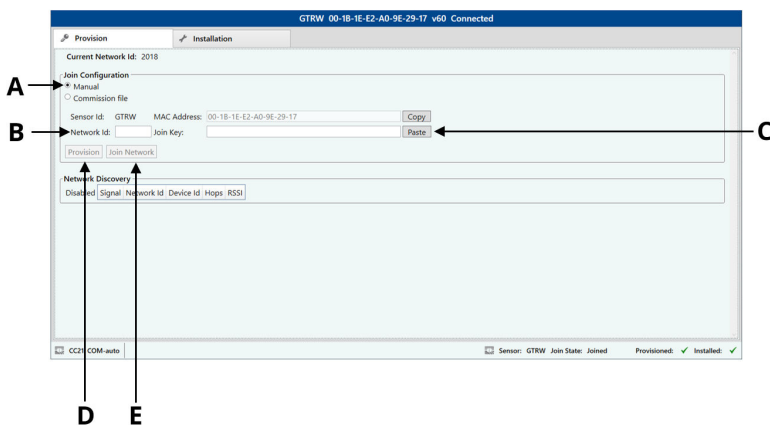 GTRW 00-1B-1E-E2-A0-9E-29-17 v60 Connected
Provision Installation
Current Network Id: 2018
Join Configuration
A Manual
Commission file
Sensor Id: GTRW MAC Address: 00-1B-1E-E2-A0-9E-29-17 Copy
B Network Id: Join Key: Paste C
Provision Join Network
Network Discovery
Disabled Signal Network Id Device Id Hops RSSI
CC21 COM-auto Sensor: GTRW Join State: Joined Provisioned: ✓ Installed: ✓
D E